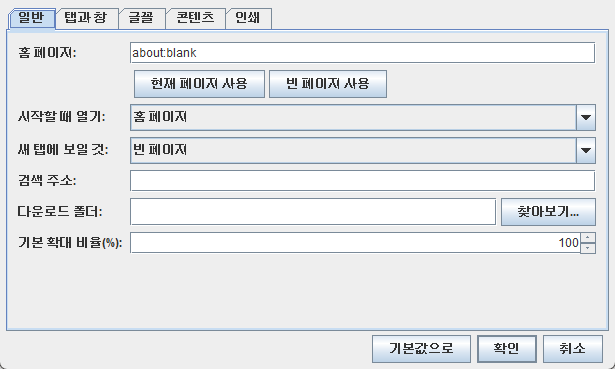 일반 탭과 창 글꼴 콘텐츠 인쇄
홈 페이지: about:blank
현재 페이지 사용 빈 페이지 사용
시작할 때 열기: 홈 페이지
새 탭에 보일 것: 빈 페이지
검색 주소:
다운로드 폴더: 찾아보기...
기본 확대 비율(%): 100
기본값으로 확인 취소